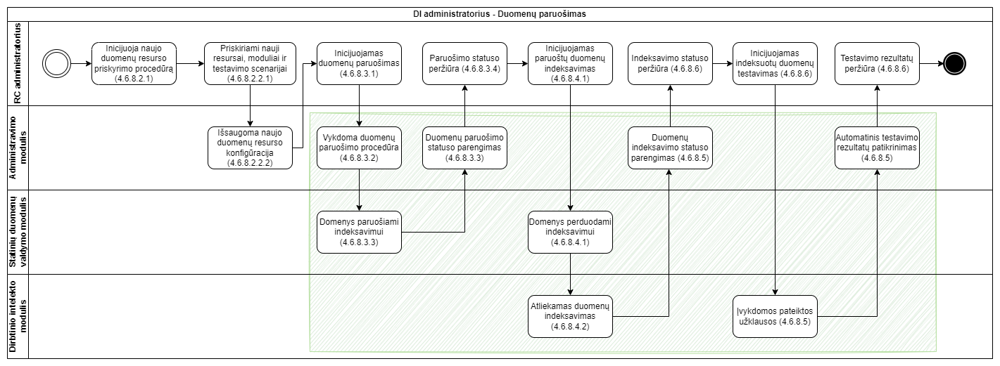 DI administratorius - Duomenų paruošimas
RC administratorius
Inicijuoja naujo
duomenų resurso
priskyrimo procedūrą
(4.6.8.2.1)
Priskiriami nauji
resursai, moduliai ir
testavimo scenarijai
(4.6.8.2.2.1)
Inicijuojamas
duomenų paruošimas
(4.6.8.3.1)
Paruošimo statuso
peržiūra (4.6.8.3.4)
Inicijuojamas
paruoštų duomenų
indeksavimas
(4.6.8.4.1)
Indeksavimo statuso
peržiūra (4.6.8.6)
Inicijuojamas
indeksuotų duomenų
testavimas (4.6.8.6)
Testavimo rezultatų
peržiūra (4.6.8.6)
Administravimo
modulis
Išsaugoma naujo
duomenų resurso
konfigūracija
(4.6.8.2.2.2)
Vykdoma duomenų
paruošimo procedūra
(4.6.8.3.2)
Duomenų paruošimo
statuso parengimas
(4.6.8.3.3)
Duomenų
indeksavimo statuso
parengimas (4.6.8.5)
Automatinis testavimo
rezultatų patikrinimas
(4.6.8.5)
Statinių duomenų
valdymo modulis
Domenys paruošiami
indeksavimui
(4.6.8.3.3)
Domenys perduodami
indeksavimui
(4.6.8.4.1)
Dirbtinio intelekto
modulis
Atliekamas duomenų
indeksavimas
(4.6.8.4.2)
Įvykdomos pateiktos
užklausos (4.6.8.5)